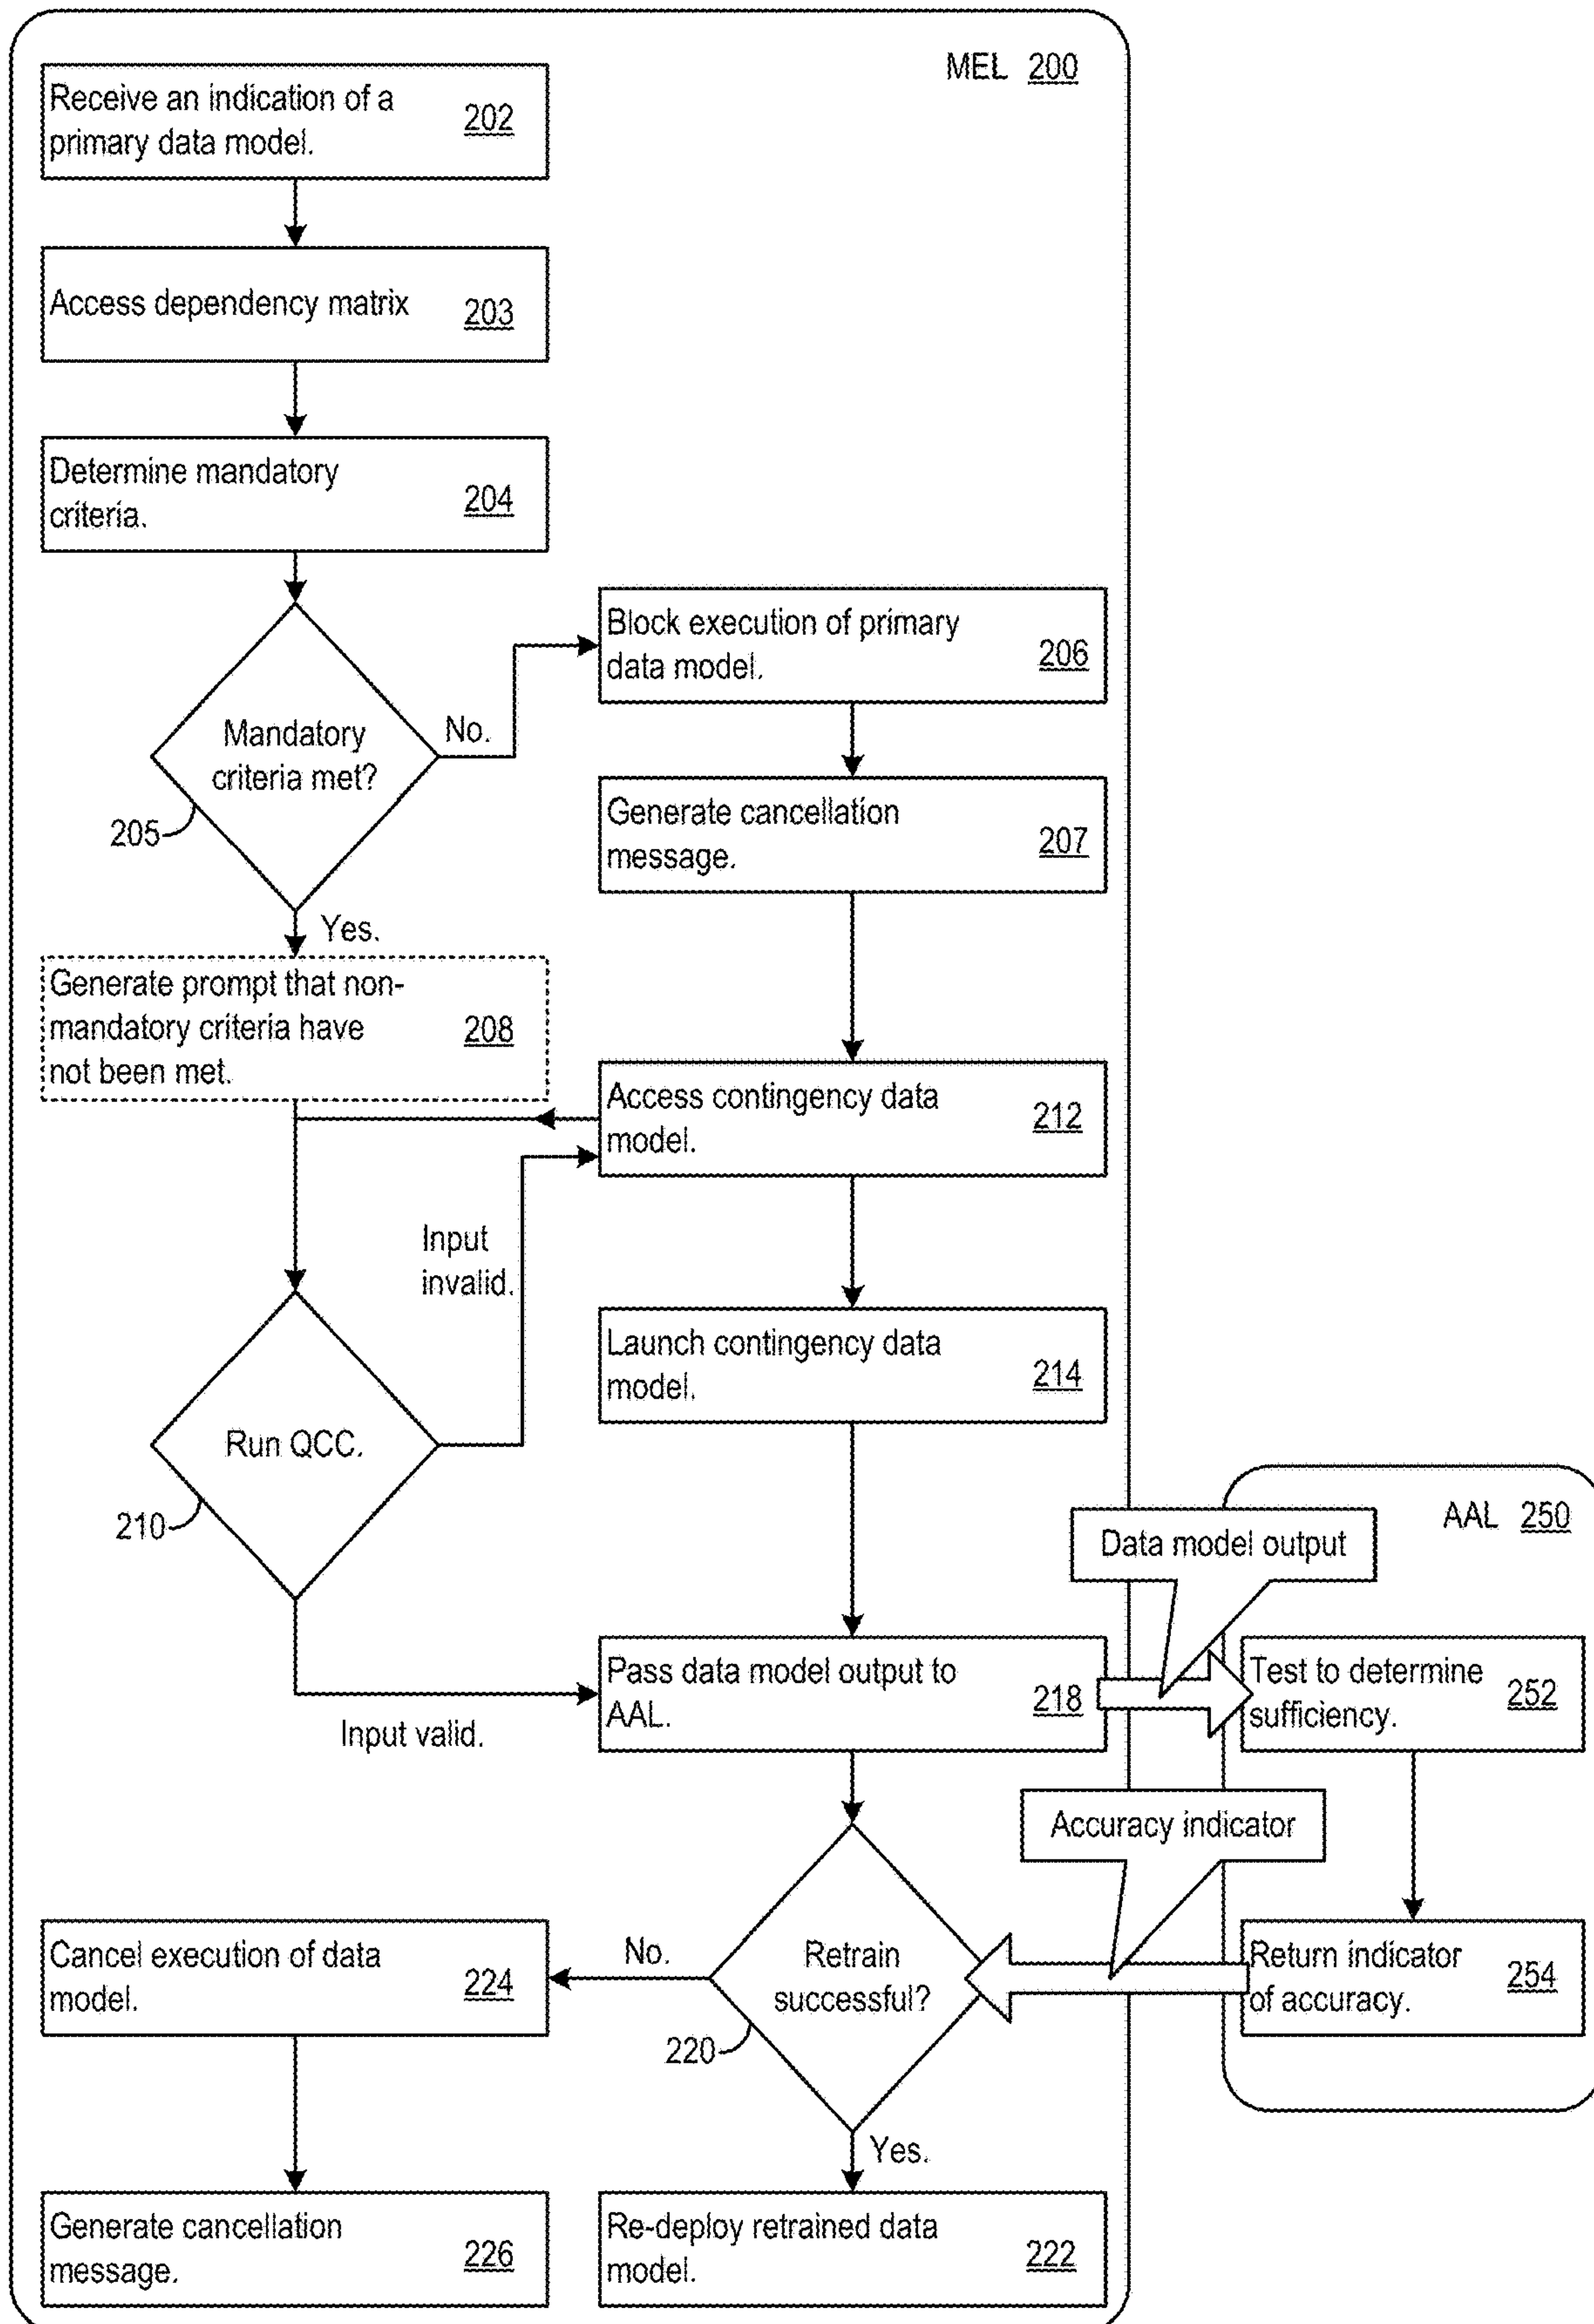 MEL 200
Receive an indication of a
primary data model.
202
Access dependency matrix
203
Determine mandatory
criteria.
204
Mandatory
criteria met?
205
No.
Yes.
Block execution of primary
data model.
206
Generate cancellation
message.
207
Generate prompt that non-
mandatory criteria have
not been met.
208
Access contingency data
model.
212
Input
invalid.
Launch contingency data
model.
214
Run QCC.
210
Input valid.
AAL 250
Data model output
Pass data model output to
AAL.
218
Test to determine
sufficiency.
252
Accuracy indicator
Retrain
successful?
220
No.
Yes.
Return indicator
of accuracy.
254
Cancel execution of data
model.
224
Generate cancellation
message.
226
Re-deploy retrained data
model.
222